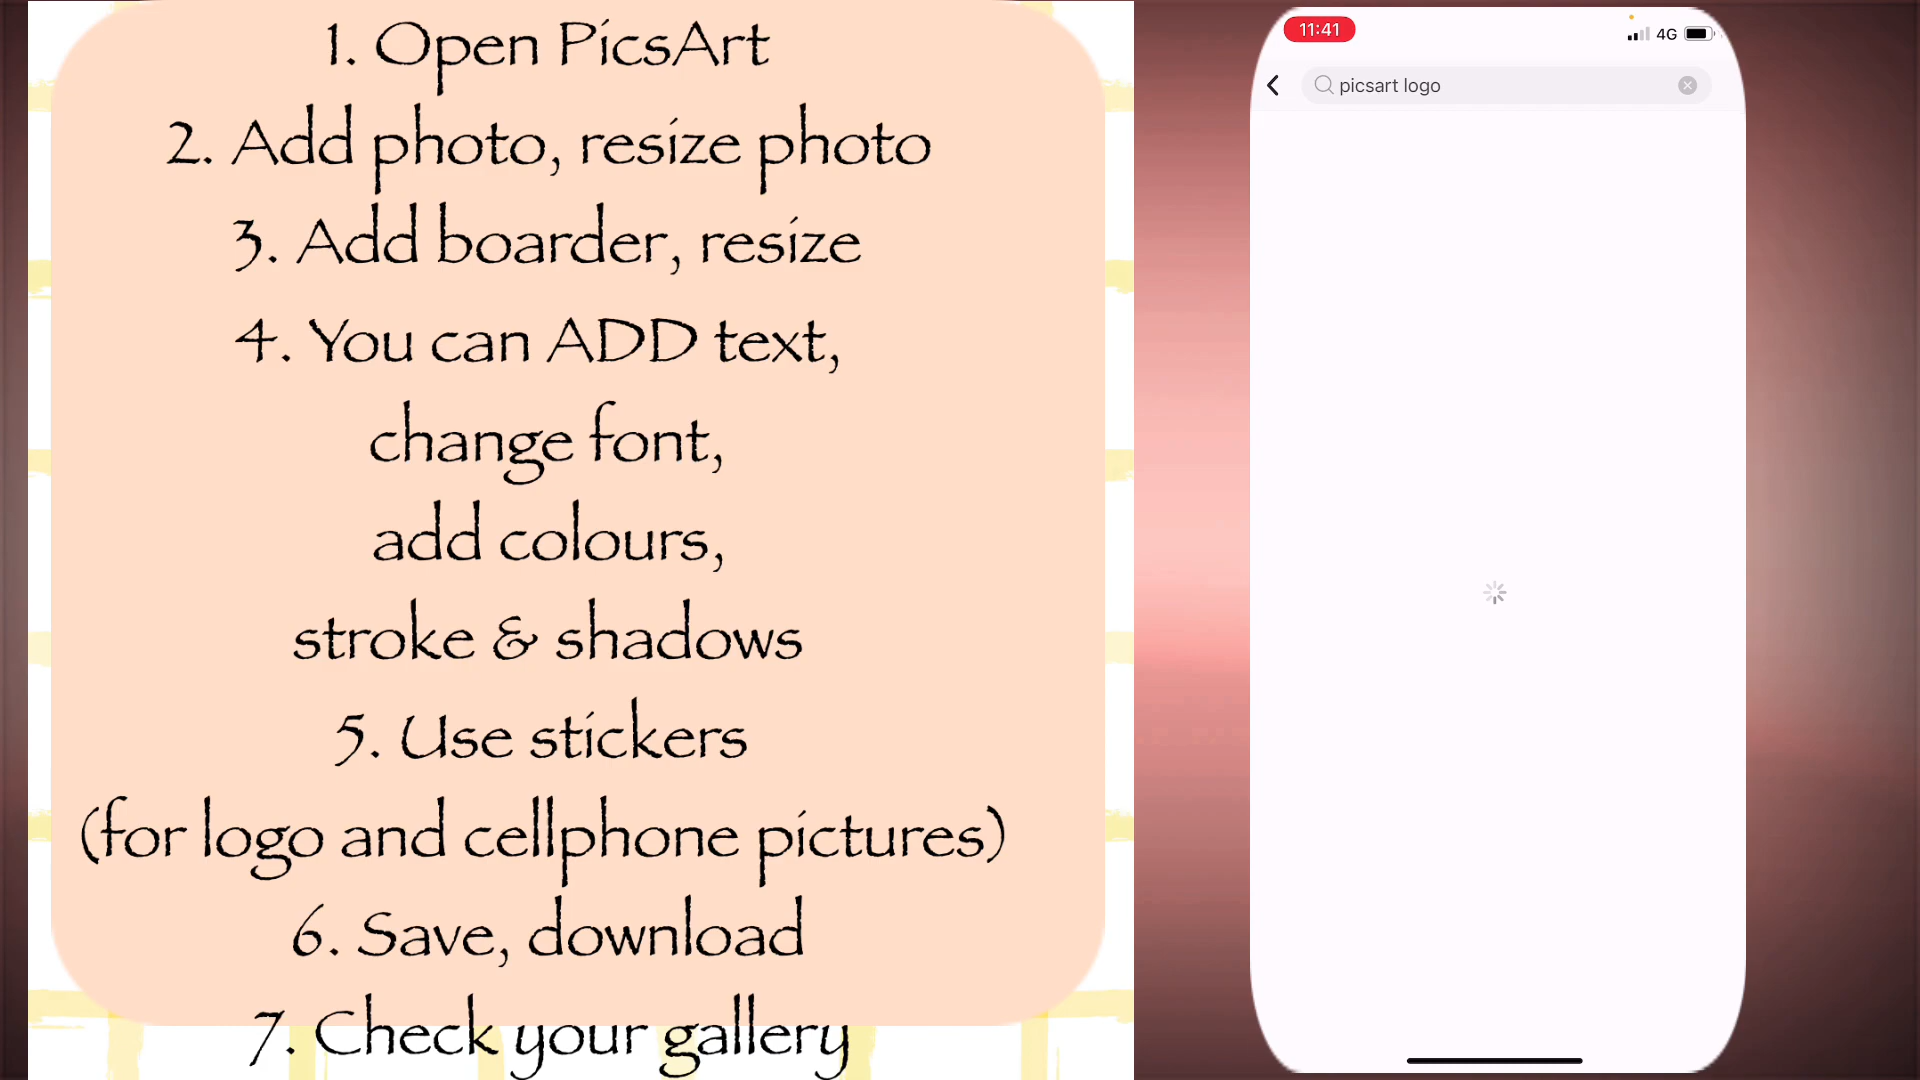 1. Open PicsArt
2. Add photo, resize photo
3. Add boarder, resize
4. You can ADD text,
change font,
add colours,
stroke & shadows
5. Use stickers
(for logo and cellphone pictures)
6. Save, download
7. Check your gallery
11:41
4G
picsart logo